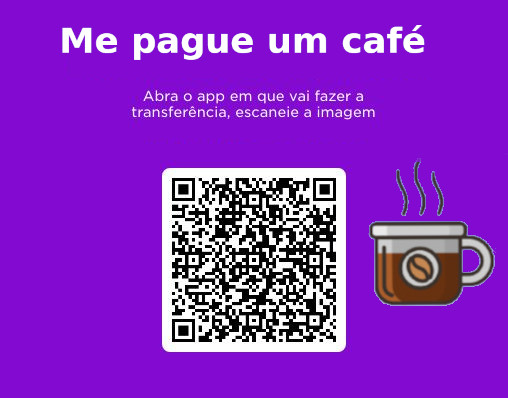 Me pague um café
Abra o app em que vai fazer a
transferência, escaneie a imagem